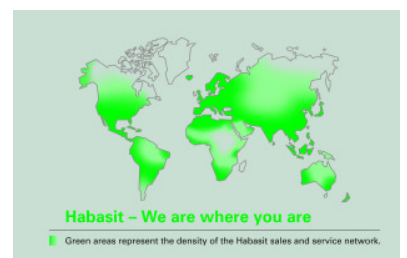 Habasit – We are where you are
Green areas represent the density of the Habasit sales and service network.